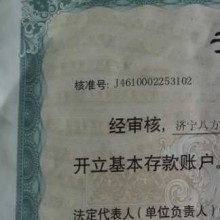 核准号: J4610002253102
经审核, 济宁八方
开立基本存款账户。
法定代表人（单位负责人）